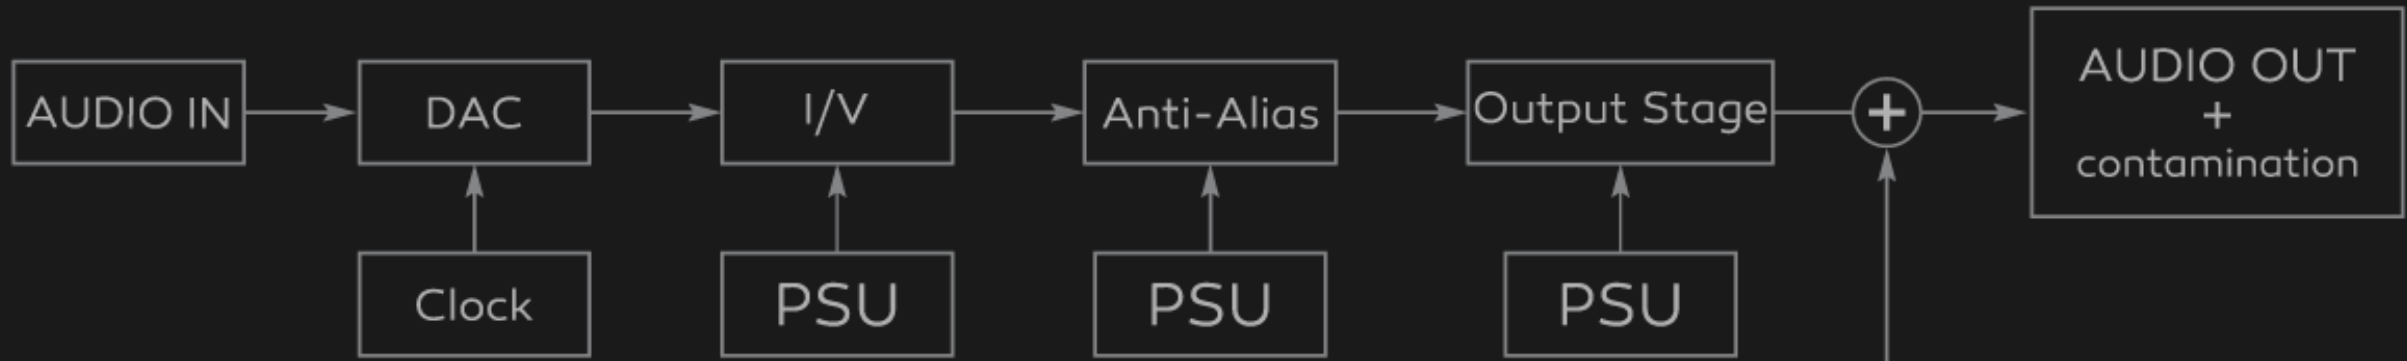 AUDIO IN
DAC
I/V
Anti-Alias
Output Stage
+
AUDIO OUT
+
contamination
Clock
PSU
PSU
PSU